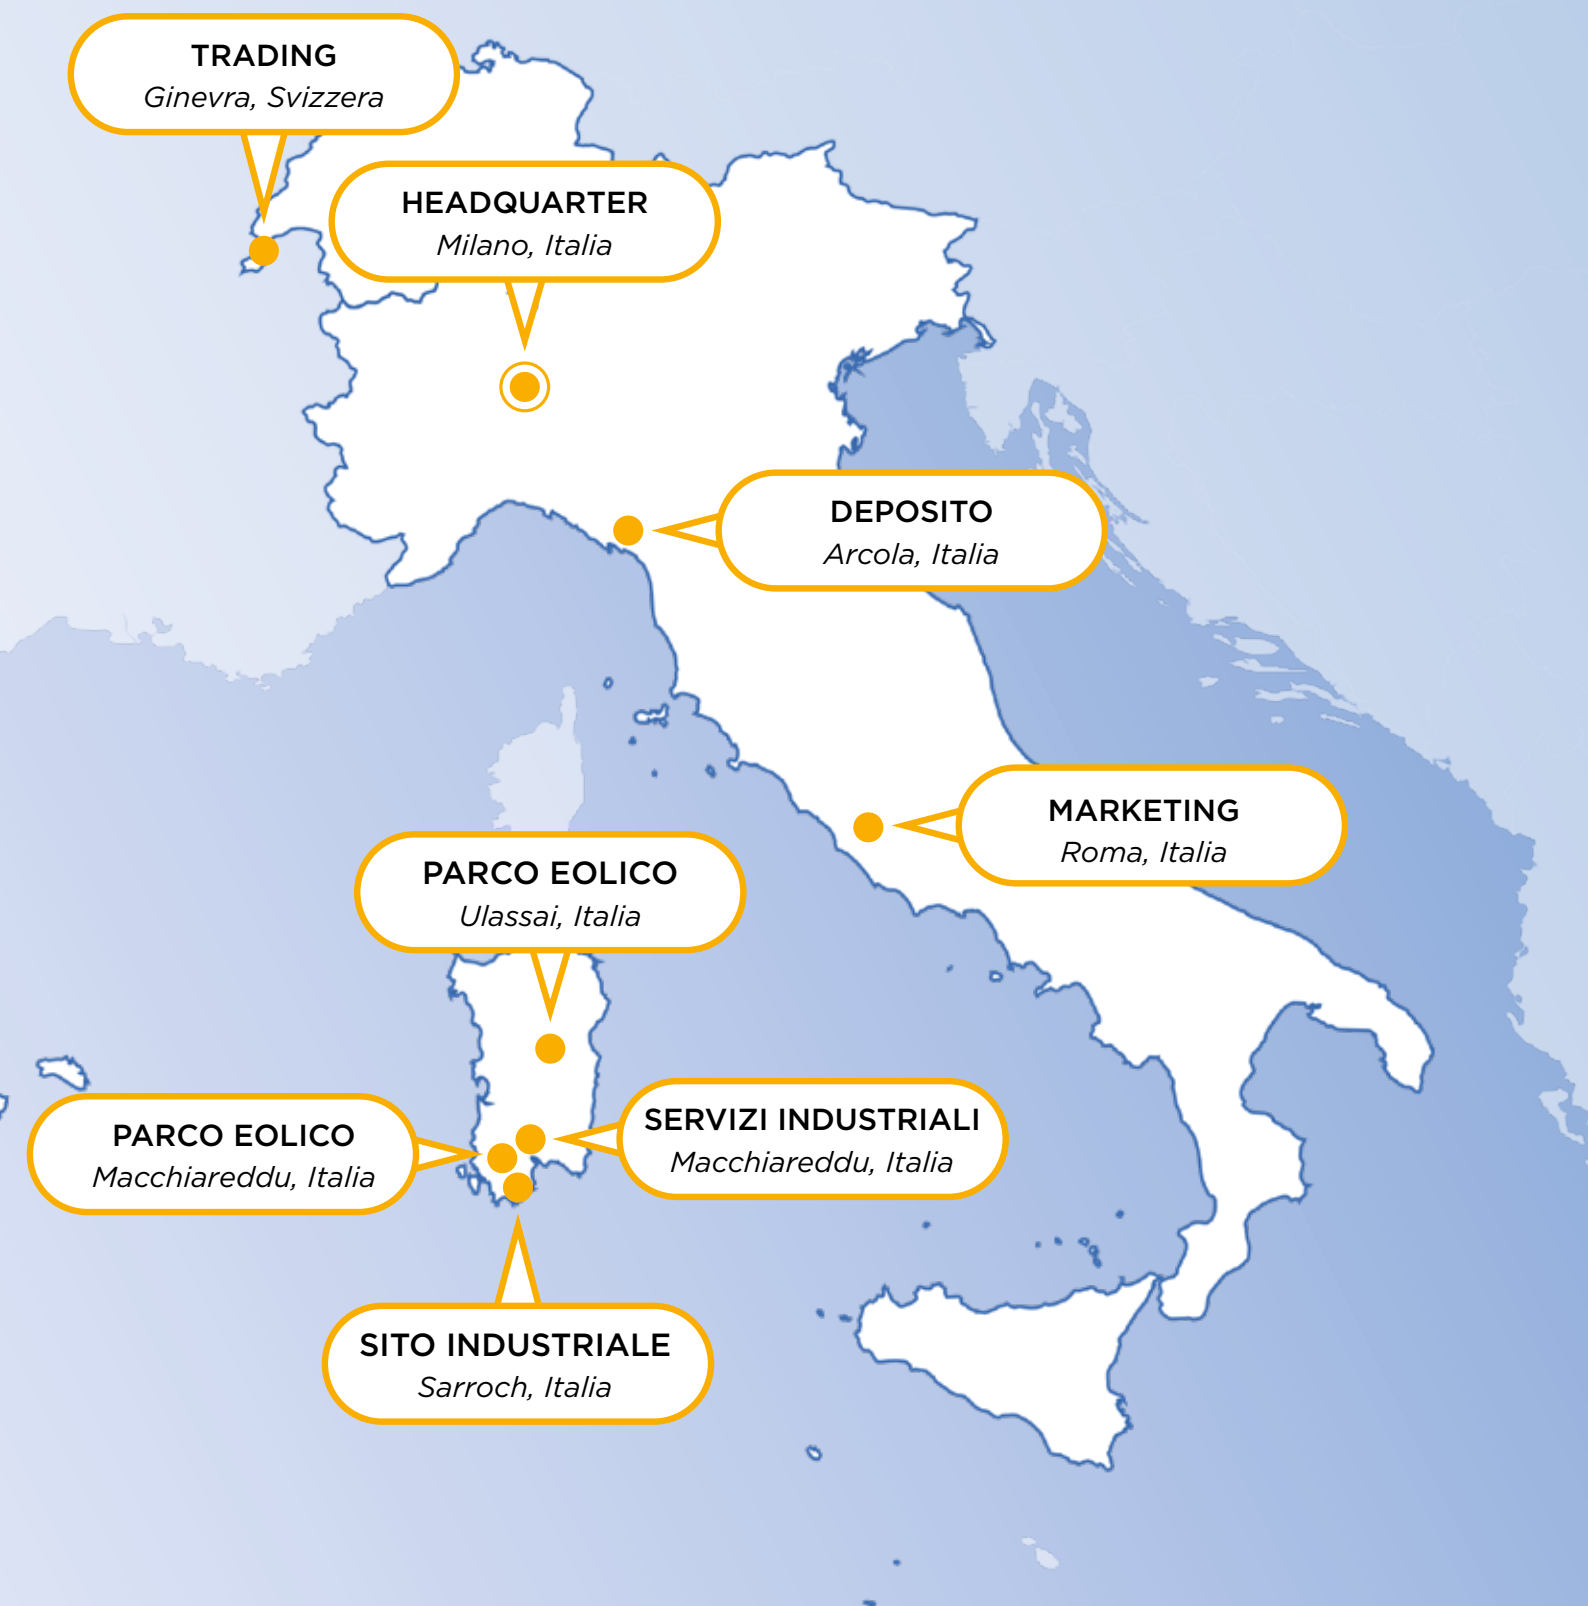 TRADING
Ginevra, Svizzera
HEADQUARTER
Milano, Italia
DEPOSITO
Arcola, Italia
MARKETING
Roma, Italia
PARCO EOLICO
Ulassai, Italia
SERVIZI INDUSTRIALI
Macchiareddu, Italia
PARCO EOLICO
Macchiareddu, Italia
SITO INDUSTRIALE
Sarroch, Italia